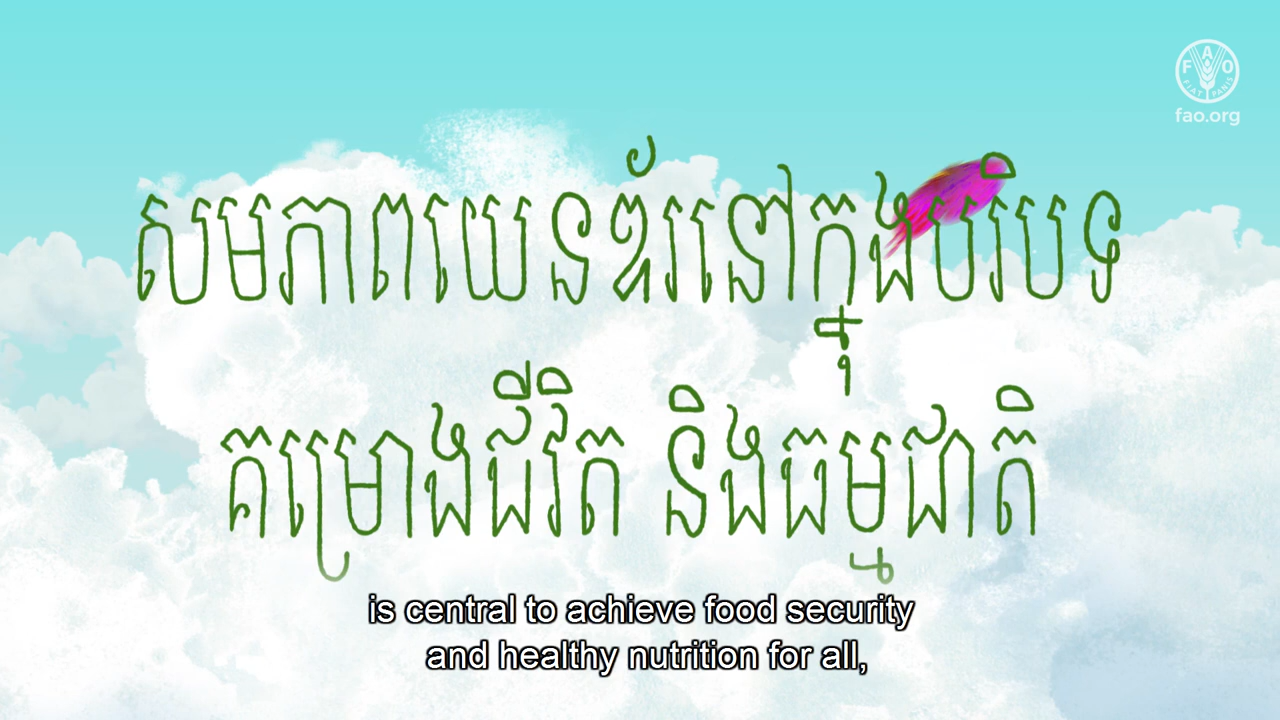 F A O
FIAT PANIS
fao.org
សមភាពយេនឌ័រនៅក្នុងបរិបទ
គម្រោងជីវិត និងធម្មជាតិ
is central to achieve food security
and healthy nutrition for all,